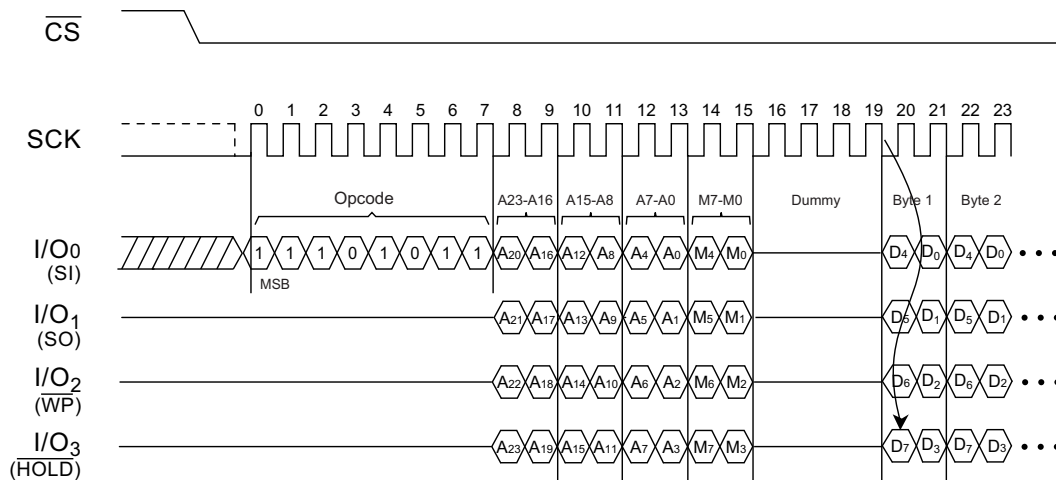 CS
SCK
0 1 2 3 4 5 6 7 8 9 10 11 12 13 14 15 16 17 18 19 20 21 22 23
Opcode A23-A16 A15-A8 A7-A0 M7-M0 Dummy Byte 1 Byte 2
I/O0 1 1 1 0 1 0 1 1 A20 A16 A12 A8 A4 A0 M4 M0 D4 D0 D4 D0 • • •
(SI)
MSB
I/O1 A21 A17 A13 A9 A5 A1 M5 M1 D5 D1 D5 D1 • • •
(SO)
I/O2 A22 A18 A14 A10 A6 A2 M6 M2 D6 D2 D6 D2 • • •
(WP)
I/O3 A23 A19 A15 A11 A7 A3 M7 M3 D7 D3 D7 D3 • • •
(HOLD)